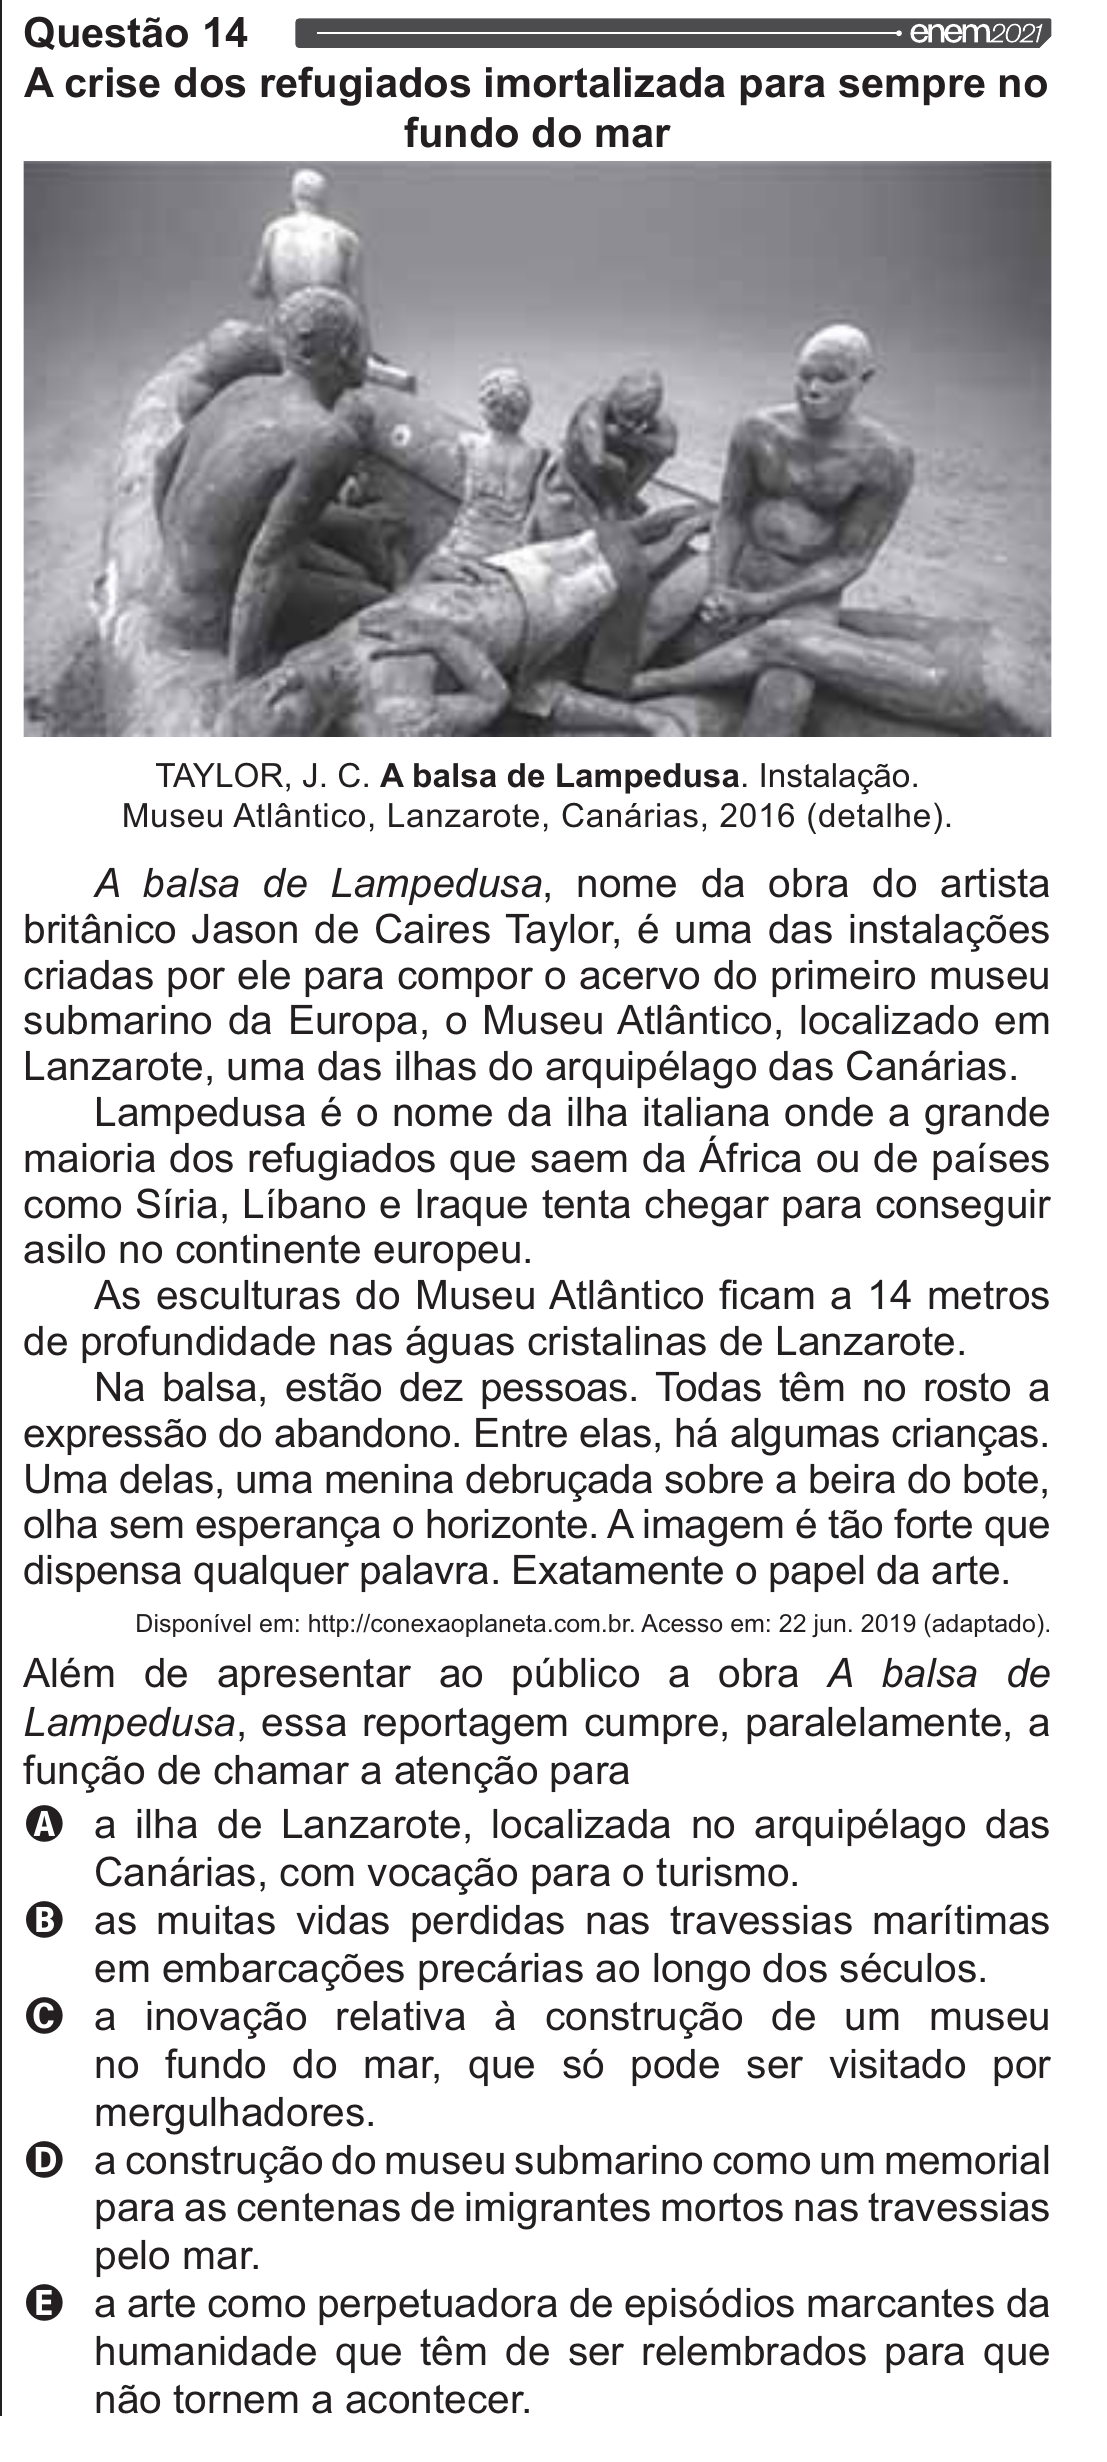 Questão 14
enem2021
A crise dos refugiados imortalizada para sempre no
fundo do mar
TAYLOR, J. C. A balsa de Lampedusa. Instalação.
Museu Atlântico, Lanzarote, Canárias, 2016 (detalhe).
A balsa de Lampedusa, nome da obra do artista
britânico Jason de Caires Taylor, é uma das instalações
criadas por ele para compor o acervo do primeiro museu
submarino da Europa, o Museu Atlântico, localizado em
Lanzarote, uma das ilhas do arquipélago das Canárias.
Lampedusa é o nome da ilha italiana onde a grande
maioria dos refugiados que saem da África ou de países
como Síria, Líbano e Iraque tenta chegar para conseguir
asilo no continente europeu.
As esculturas do Museu Atlântico ficam a 14 metros
de profundidade nas águas cristalinas de Lanzarote.
Na balsa, estão dez pessoas. Todas têm no rosto a
expressão do abandono. Entre elas, há algumas crianças.
Uma delas, uma menina debruçada sobre a beira do bote,
olha sem esperança o horizonte. A imagem é tão forte que
dispensa qualquer palavra. Exatamente o papel da arte.
Disponível em: http://conexaoplaneta.com.br. Acesso em: 22 jun. 2019 (adaptado).
Além de apresentar ao público a obra A balsa de
Lampedusa, essa reportagem cumpre, paralelamente, a
função de chamar a atenção para
A a ilha de Lanzarote, localizada no arquipélago das
Canárias, com vocação para o turismo.
B as muitas vidas perdidas nas travessias marítimas
em embarcações precárias ao longo dos séculos.
C a inovação relativa à construção de um museu
no fundo do mar, que só pode ser visitado por
mergulhadores.
D a construção do museu submarino como um memorial
para as centenas de imigrantes mortos nas travessias
pelo mar.
E a arte como perpetuadora de episódios marcantes da
humanidade que têm de ser relembrados para que
não tornem a acontecer.